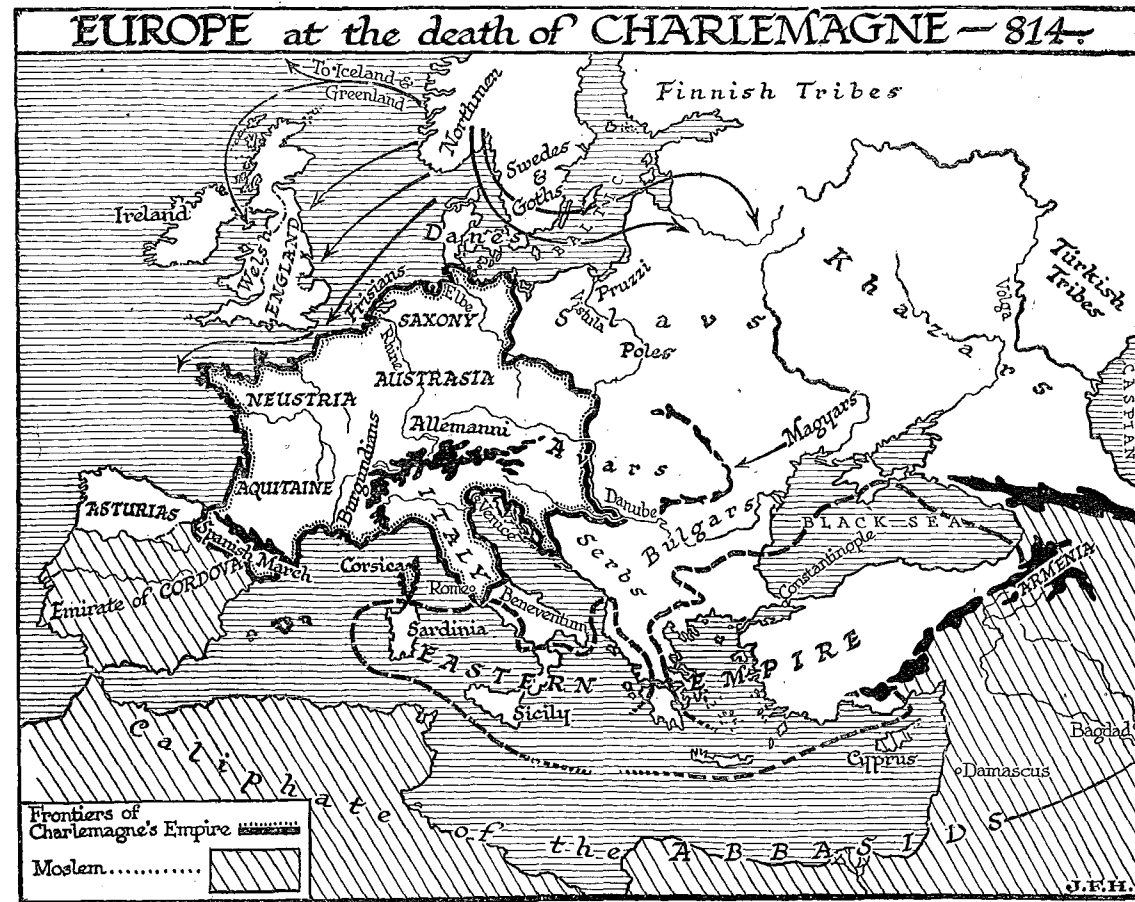 EUROPE at the death of CHARLEMAGNE — 814.
To Iceland &
Greenland
Northmen
Finnish Tribes
Swedes
&
Goths
BALTIC
Ireland
Welsh
ENGLAND
Danes
Khazars
Turkish
Tribes
Volga
CASPIAN
Frisians
Elbe
SAXONY
Rhine
Pruzzi
Vistula
Slavs
Poles
NEUSTRIA
AUSTRASIA
Allemanni
Magyars
Burgundians
Avars
AQUITAINE
ASTURIAS
Danube
ITALY
Venice
Bulgars
BLACK SEA
Spanish March
Serbs
Constantinople
Corsica
Emirate of CORDOVA
Rome
Beneventum
ARMENIA
Sardinia
EASTERN EMPIRE
Sicily
Cyprus
Bagdad
Damascus
Caliphate of the ABBASIDS
Frontiers of
Charlemagne's Empire
Moslem............
J.F.H.